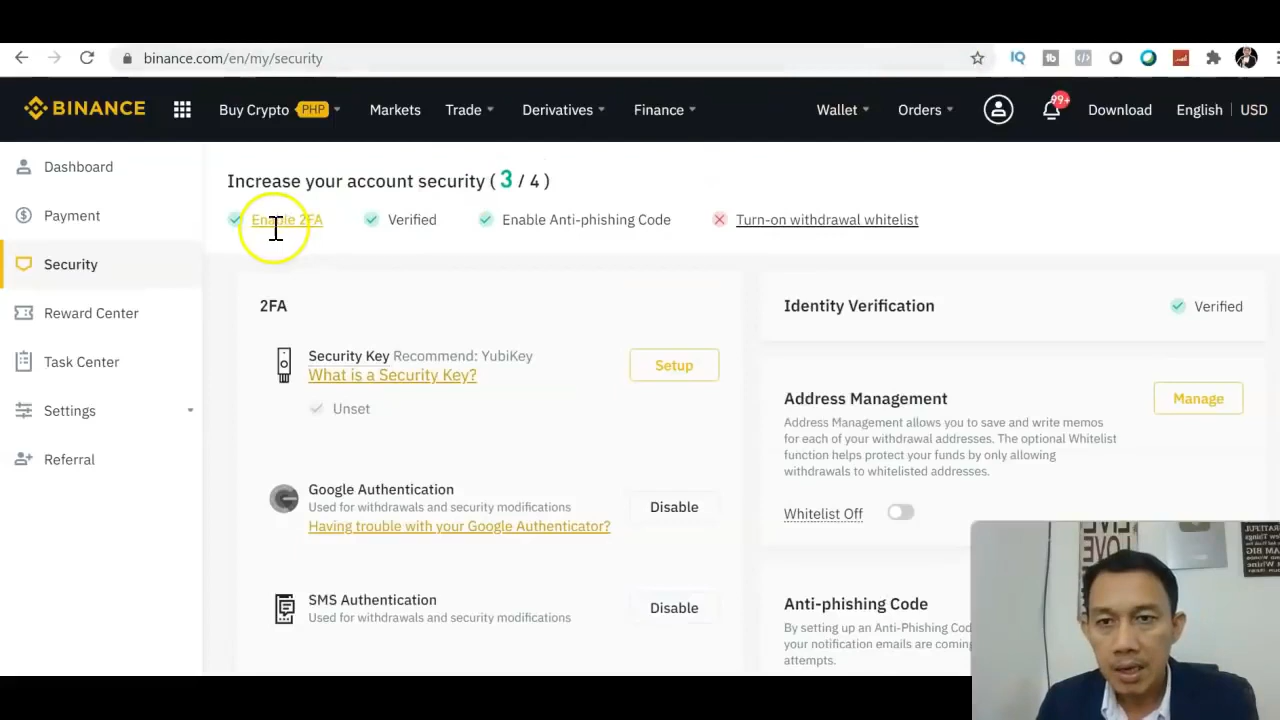 binance.com/en/my/security
BINANCE Buy Crypto PHP Markets Trade Derivatives Finance Wallet Orders 99+ Download English USD
Dashboard
Payment
Security
Reward Center
Task Center
Settings
Referral
Increase your account security ( 3 / 4 )
Enable 2FA Verified Enable Anti-phishing Code Turn-on withdrawal whitelist
2FA
Security Key Recommend: YubiKey
What is a Security Key?
Setup
Unset
Google Authentication
Used for withdrawals and security modifications
Having trouble with your Google Authenticator?
Disable
SMS Authentication
Used for withdrawals and security modifications
Disable
Identity Verification Verified
Address Management
Manage
Address Management allows you to save and write memos
for each of your withdrawal addresses. The optional Whitelist
function helps protect your funds by only allowing
withdrawals to whitelisted addresses.
Whitelist Off
Anti-phishing Code
By setting up an Anti-Phishing Cod
your notification emails are coming
attempts.
LOVE